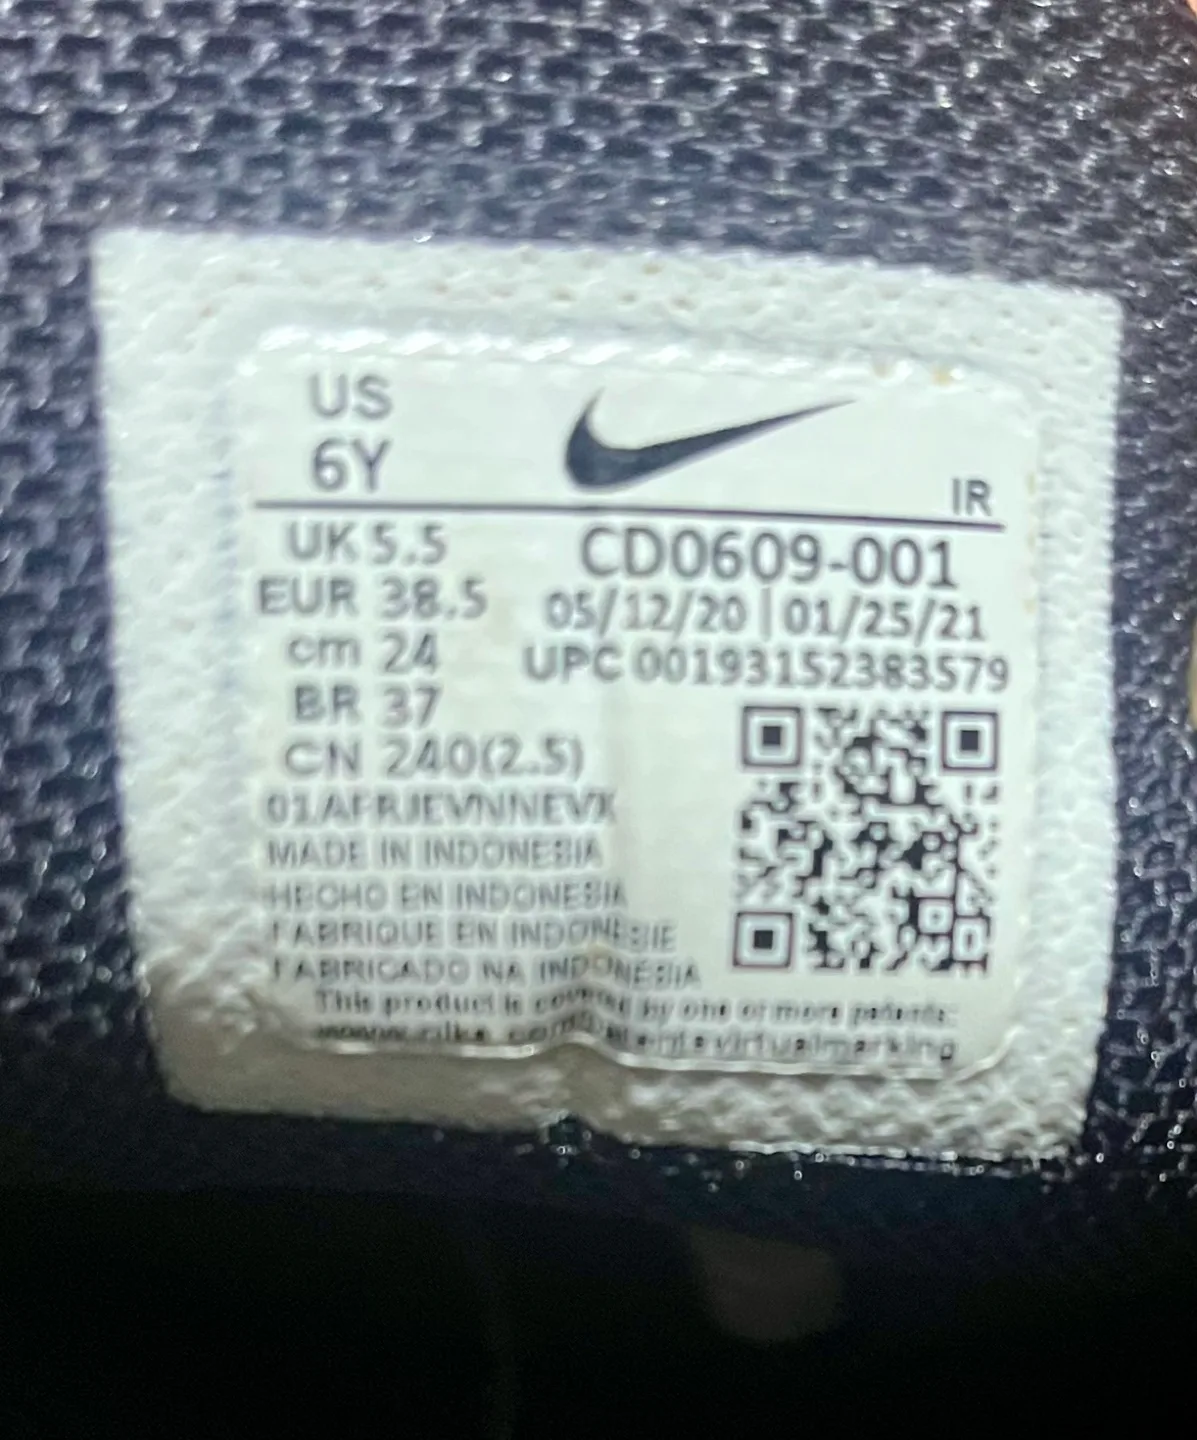 US
6Y
IR
UK 5.5
EUR 38.5
cm 24
BR 37
CN 240(2.5)
CD0609-001
05/12/20 | 01/25/21
UPC 00193152383579
MADE IN INDONESIA
HECHO EN INDONESIA
FABRIQUE EN INDONESIE
FABRICADO NA INDONÉSIA
This product is covered by one or more patents: